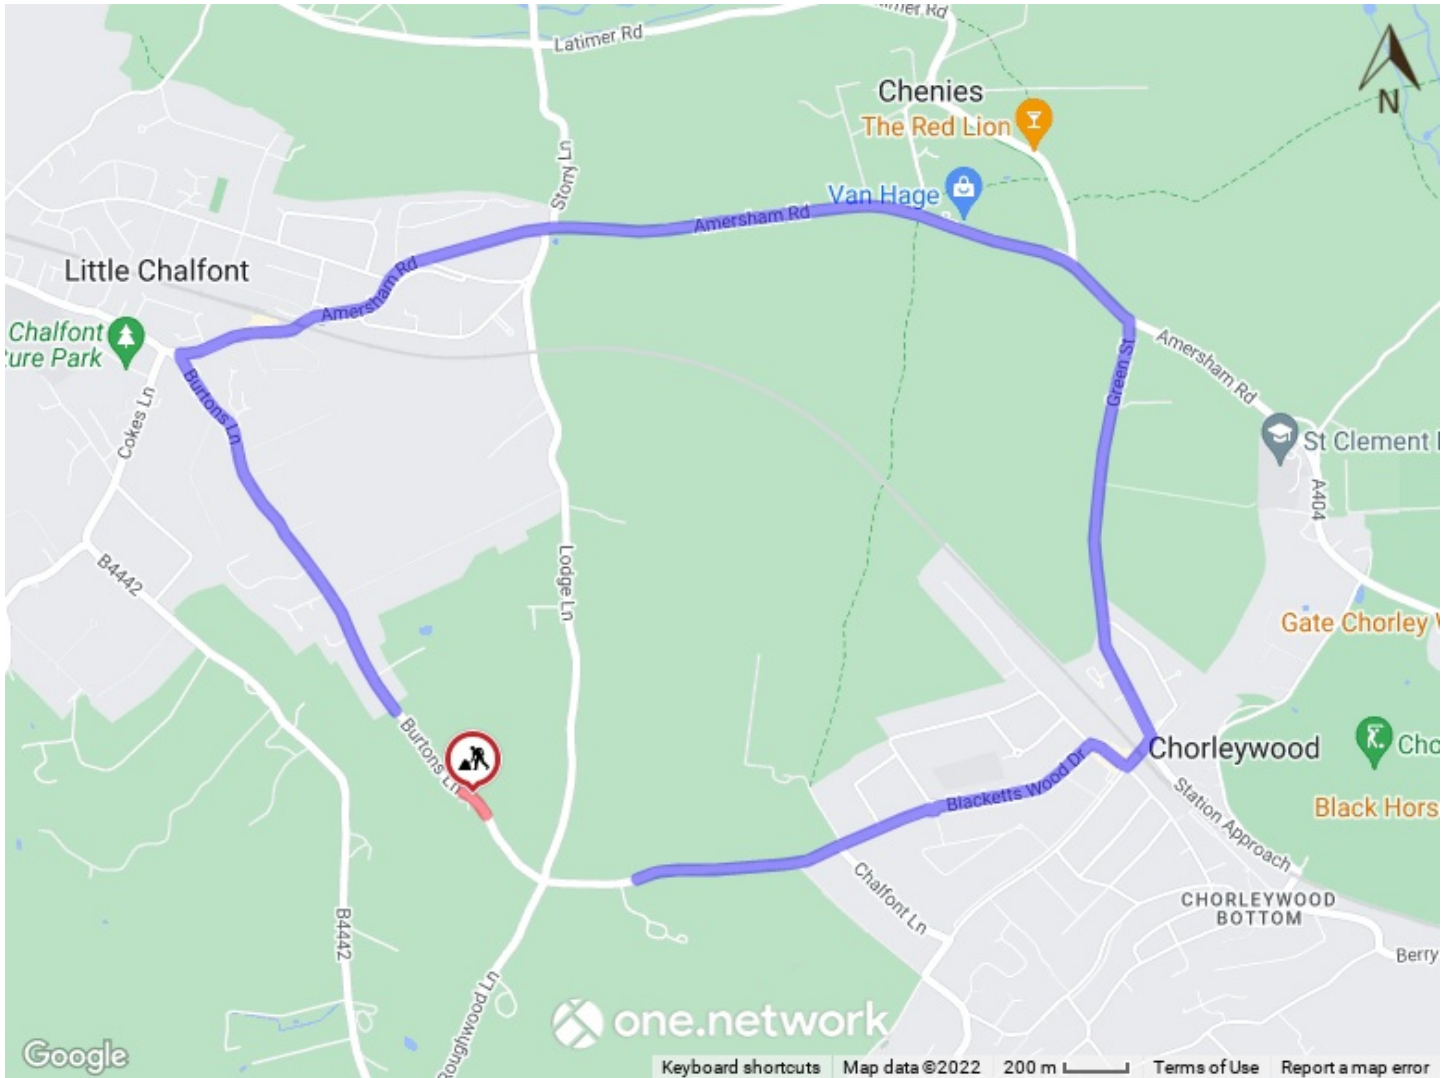 Latimer Rd
timer Rd
Chenies
The Red Lion
N
Stony Ln
Van Hage
Amersham Rd
Little Chalfont
Amersham Rd
Chalfont
ure Park
Burtons Ln
Cokes Ln
Green St
Amersham Rd
St Clement
A404
B4442
Lodge Ln
Gate Chorley
Burtons Ln
Chorleywood
Cho
Blacketts Wood Dr
Station Approach
Black Hors
Chalfont Ln
B4442
CHORLEYWOOD
BOTTOM
Berry
Roughwood Ln
one.network
Google
Keyboard shortcuts Map data ©2022 200 m Terms of Use Report a map error